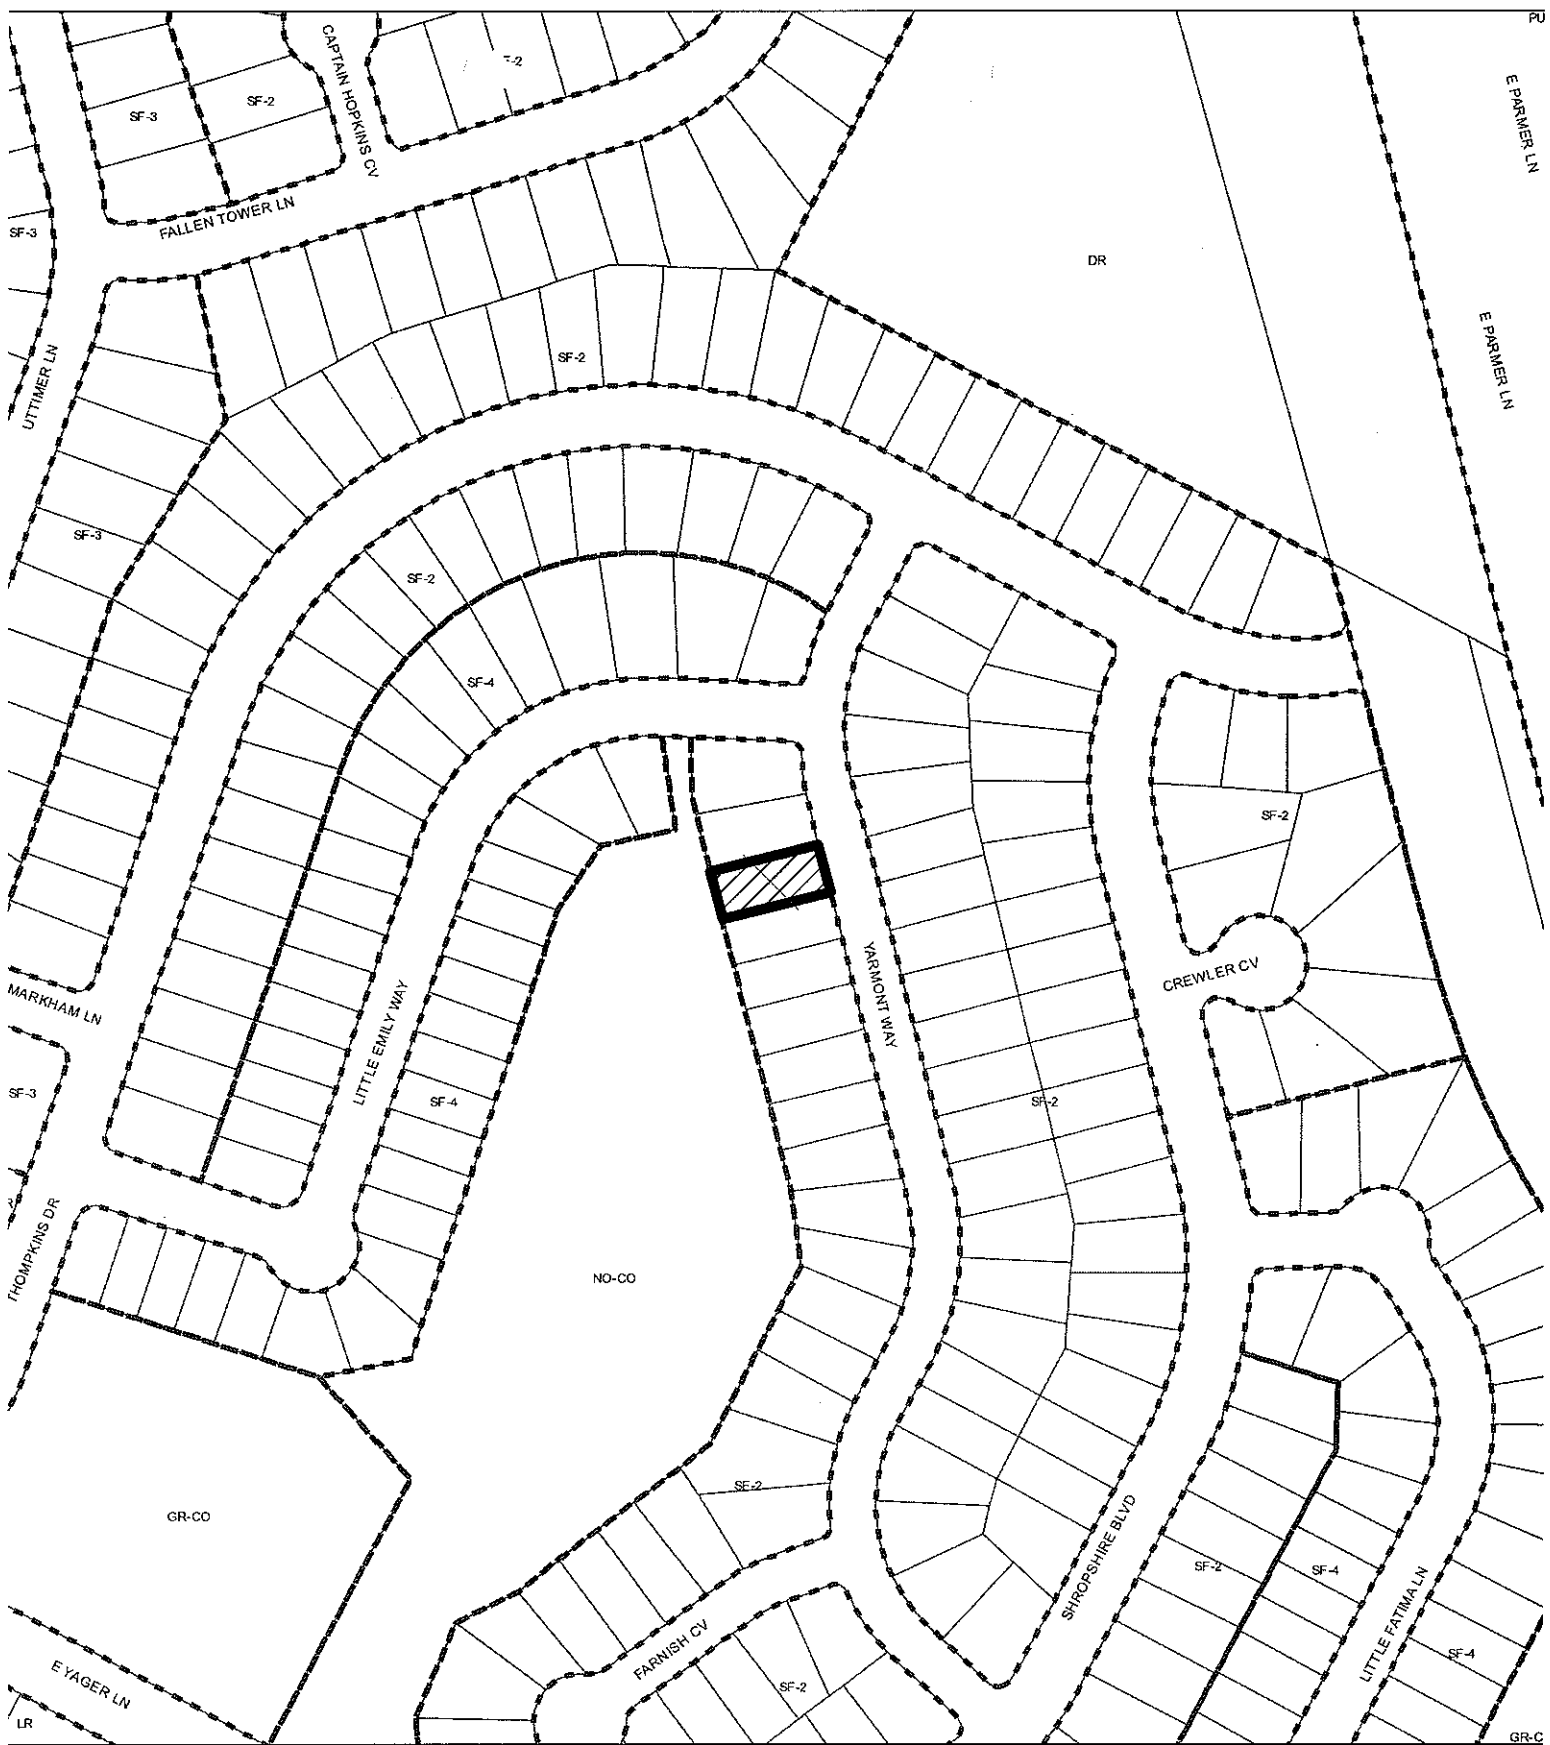 PU
CAPTAIN HOPKINS CV
E PARMER LN
SF-3
SF-2
-2
FALLEN TOWER LN
SF-3
DR
E PARMER LN
UTTIMER LN
SF-2
SF-3
SF-2
SF-4
SF-2
YARMONT WAY
CREWLER CV
MARKHAM LN
LITTLE EMILY WAY
SF-3
SF-4
SF-2
THOMPKINS DR
NO-CO
SF-2
GR-CO
SHROPSHIRE BLVD
SF-2
SF-4
LITTLE FATIMA LN
FARNISH CV
SF-4
E YAGER LN
SF-2
LR
GR-C